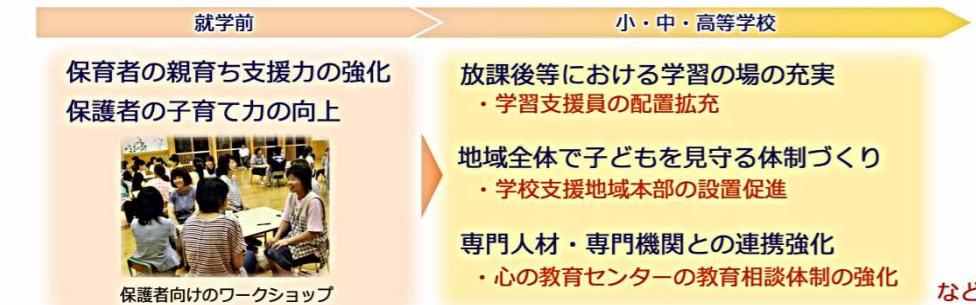 就学前
小・中・高等学校
保育者の親育ち支援力の強化
保護者の子育て力の向上
保護者向けのワークショップ
放課後等における学習の場の充実
・学習支援員の配置拡充
地域全体で子どもを見守る体制づくり
・学校支援地域本部の設置促進
専門人材・専門機関との連携強化
・心の教育センターの教育相談体制の強化
など